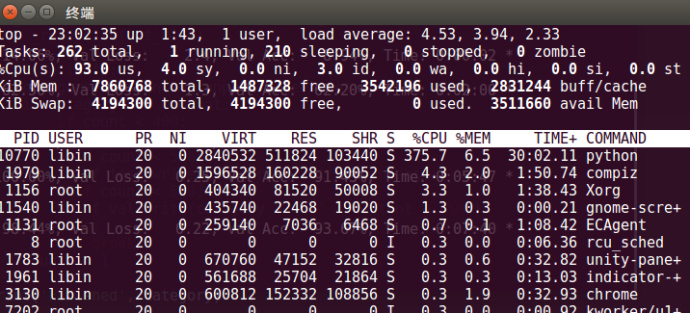 终端
top - 23:02:35 up  1:43,  1 user,  load average: 4.53, 3.94, 2.33
Tasks: 262 total,   1 running, 210 sleeping,   0 stopped,   0 zombie
%Cpu(s): 93.0 us,  4.0 sy,  0.0 ni,  3.0 id,  0.0 wa,  0.0 hi,  0.0 si,  0.0 st
KiB Mem :  7860768 total,  1487328 free,  3542196 used,  2831244 buff/cache
KiB Swap:  4194300 total,  4194300 free,        0 used.  3511660 avail Mem
PID USER      PR  NI    VIRT    RES    SHR S  %CPU %MEM     TIME+ COMMAND
10770 libin     20   0 2840532 511824 103440 S 375.7  6.5  30:02.11 python
1979 libin     20   0 1596528 160228  90052 S   4.3  2.0   1:50.74 compiz
1156 root      20   0  404340  81520  50008 S   3.3  1.0   1:38.43 Xorg
11540 libin     20   0  435740  22468  19020 S   1.3  0.3   0:00.21 gnome-scre+
1131 root      20   0  259140   7036   6468 S   0.7  0.1   1:08.42 ECAgent
8 root      20   0       0      0      0 I   0.3  0.0   0:06.36 rcu_sched
1783 libin     20   0  670760  47152  32816 S   0.3  0.6   0:32.82 unity-pane+
1961 libin     20   0  561688  25704  21864 S   0.3  0.3   0:13.03 indicator-+
3130 libin     20   0  600812 152332 108856 S   0.3  1.9   0:32.93 chrome
7202 root      20   0       0      0      0 I   0.3  0.0   0:00.92 kworker/u1+